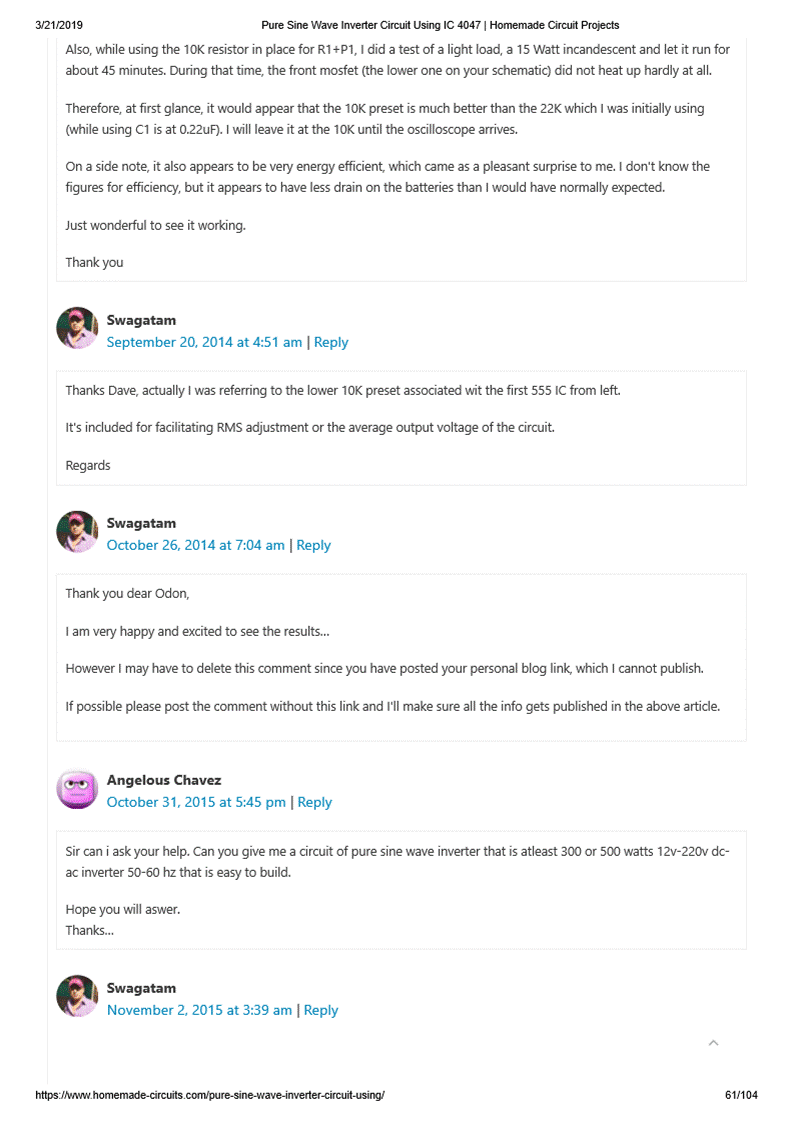 3/21/2019 Pure Sine Wave Inverter Circuit Using IC 4047 | Homemade Circuit Projects
Also, while using the 10K resistor in place for R1+P1, I did a test of a light load, a 15 Watt incandescent and let it run for
about 45 minutes. During that time, the front mosfet (the lower one on your schematic) did not heat up hardly at all.
Therefore, at first glance, it would appear that the 10K preset is much better than the 22K which I was initially using
(while using C1 is at 0.22uF). I will leave it at the 10K until the oscilloscope arrives.
On a side note, it also appears to be very energy efficient, which came as a pleasant surprise to me. I don't know the
figures for efficiency, but it appears to have less drain on the batteries than I would have normally expected.
Just wonderful to see it working.
Thank you
Swagatam
September 20, 2014 at 4:51 am | Reply
Thanks Dave, actually I was referring to the lower 10K preset associated wit the first 555 IC from left.
It's included for facilitating RMS adjustment or the average output voltage of the circuit.
Regards
Swagatam
October 26, 2014 at 7:04 am | Reply
Thank you dear Odon,
I am very happy and excited to see the results...
However I may have to delete this comment since you have posted your personal blog link, which I cannot publish.
If possible please post the comment without this link and I'll make sure all the info gets published in the above article.
Angelous Chavez
October 31, 2015 at 5:45 pm | Reply
Sir can i ask your help. Can you give me a circuit of pure sine wave inverter that is atleast 300 or 500 watts 12v-220v dc-
ac inverter 50-60 hz that is easy to build.
Hope you will aswer.
Thanks...
Swagatam
November 2, 2015 at 3:39 am | Reply
https://www.homemade-circuits.com/pure-sine-wave-inverter-circuit-using/ 61/104